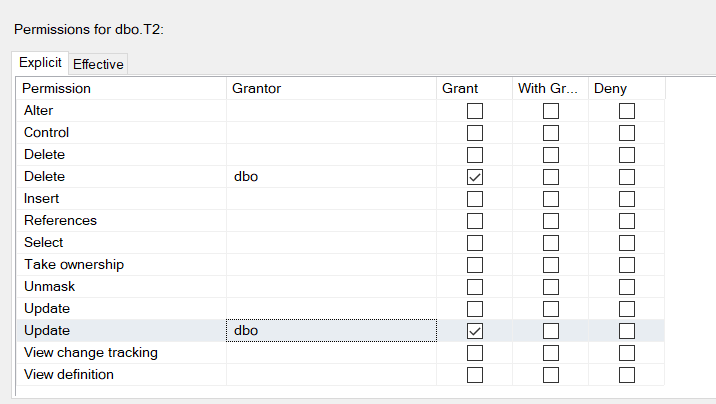 Permissions for dbo.T2:
Explicit Effective
Permission Grantor Grant With Gr... Deny
Alter
Control
Delete
Delete dbo
Insert
References
Select
Take ownership
Unmask
Update
Update dbo
View change tracking
View definition